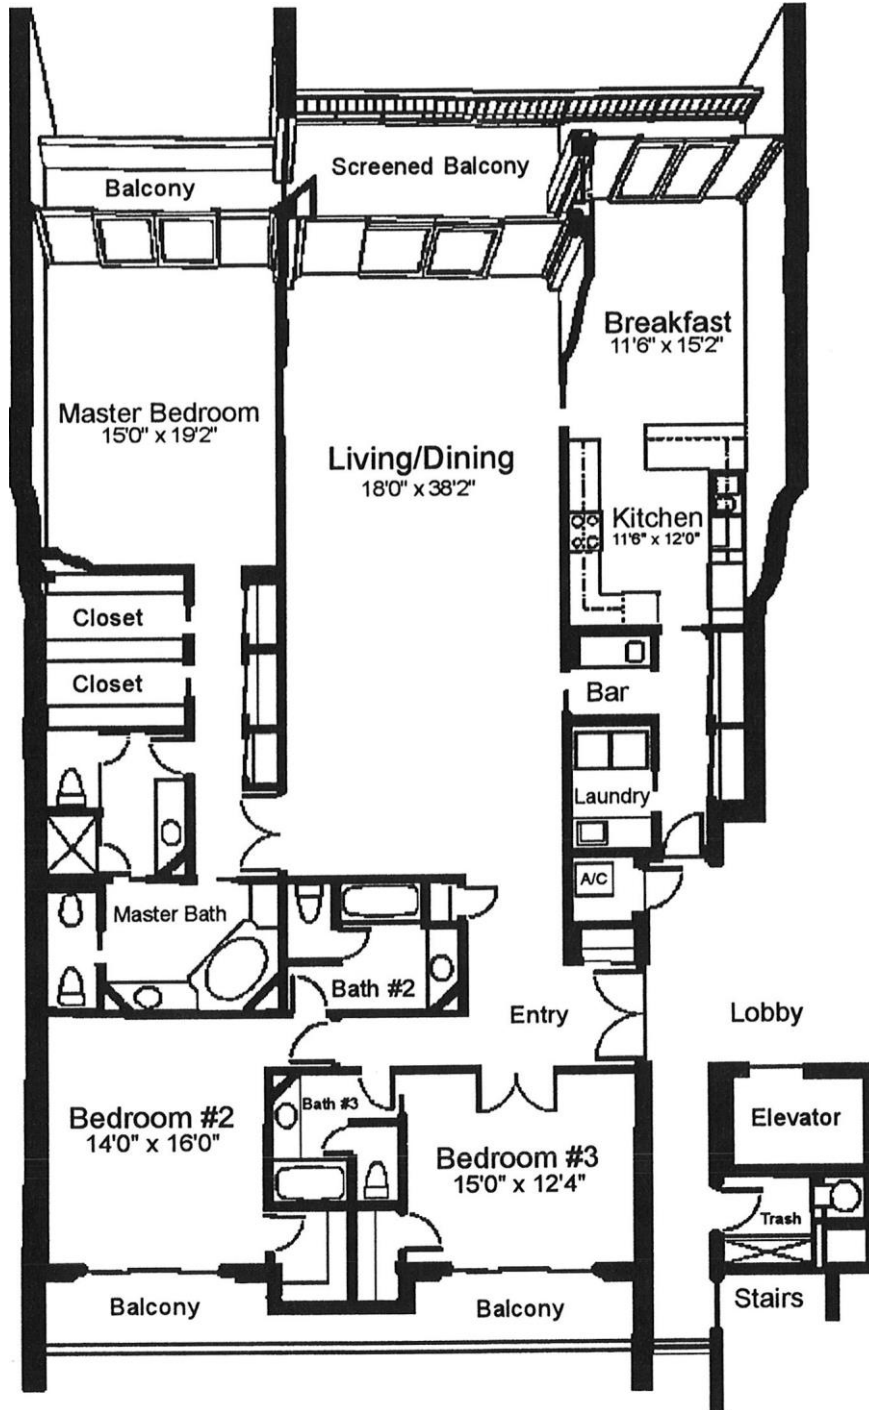 Balcony
Screened Balcony
Breakfast
11'6" x 15'2"
Master Bedroom
15'0" x 19'2"
Living/Dining
18'0" x 38'2"
Kitchen
11'6" x 12'0"
Closet
Closet
Bar
Laundry
A/C
Master Bath
Bath #2
Entry
Lobby
Bedroom #2
14'0" x 16'0"
Bath #3
Bedroom #3
15'0" x 12'4"
Elevator
Trash
Stairs
Balcony
Balcony